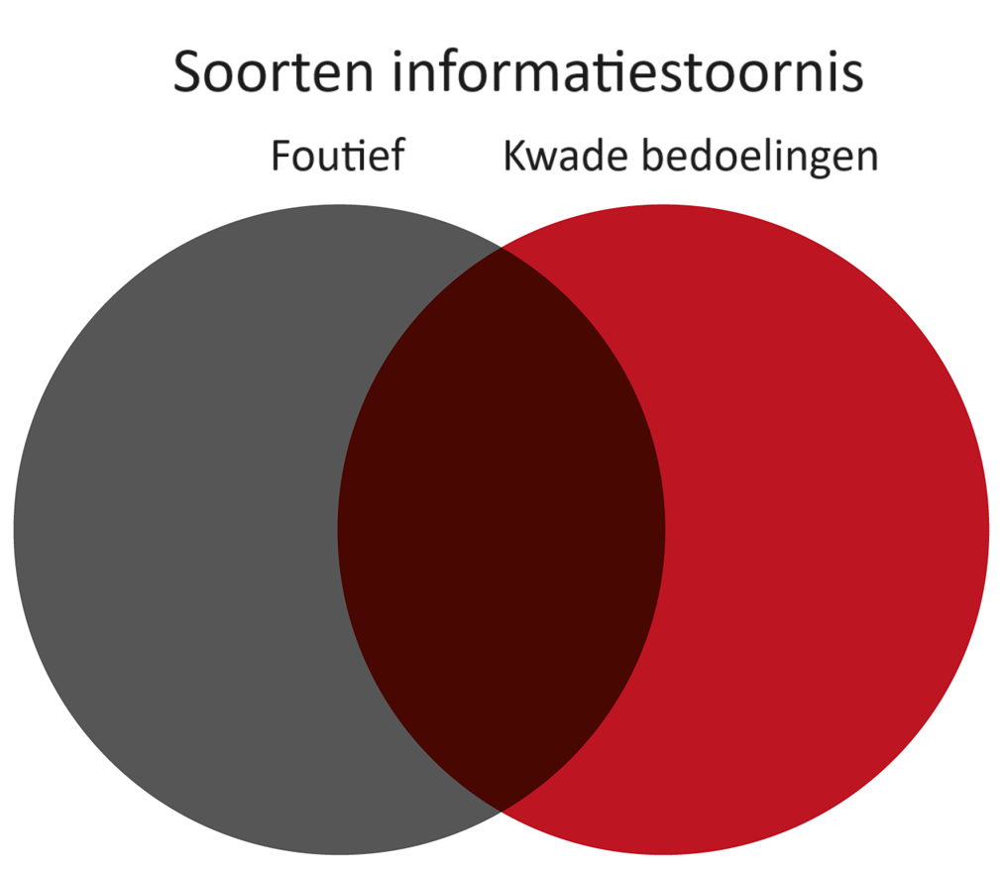 Soorten informatiestoornis
Foutief
Kwade bedoelingen